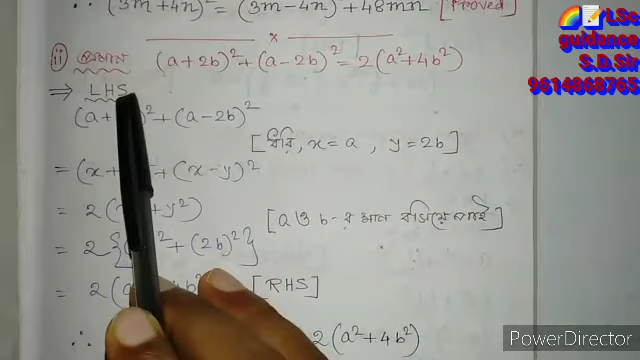 ∴ (3m+4n)² = (3m-4n)² + 48mn [Proved]
x
(ii) প্রমাণ (a+2b)² + (a-2b)² = 2(a²+4b²)
⇒ LHS
(a+ )² + (a-2b)²
[ধরি, x=a, y=2b]
= (x+ + (x-y)²
= 2( +y²)
[a ও b-র মান বসিয়ে পাই]
= 2{ ² + (2b)²}
= 2(a [RHS]
∴ 2(a²+4b²)
LSc
guidance
S.D.Sir
9614868765
PowerDirector